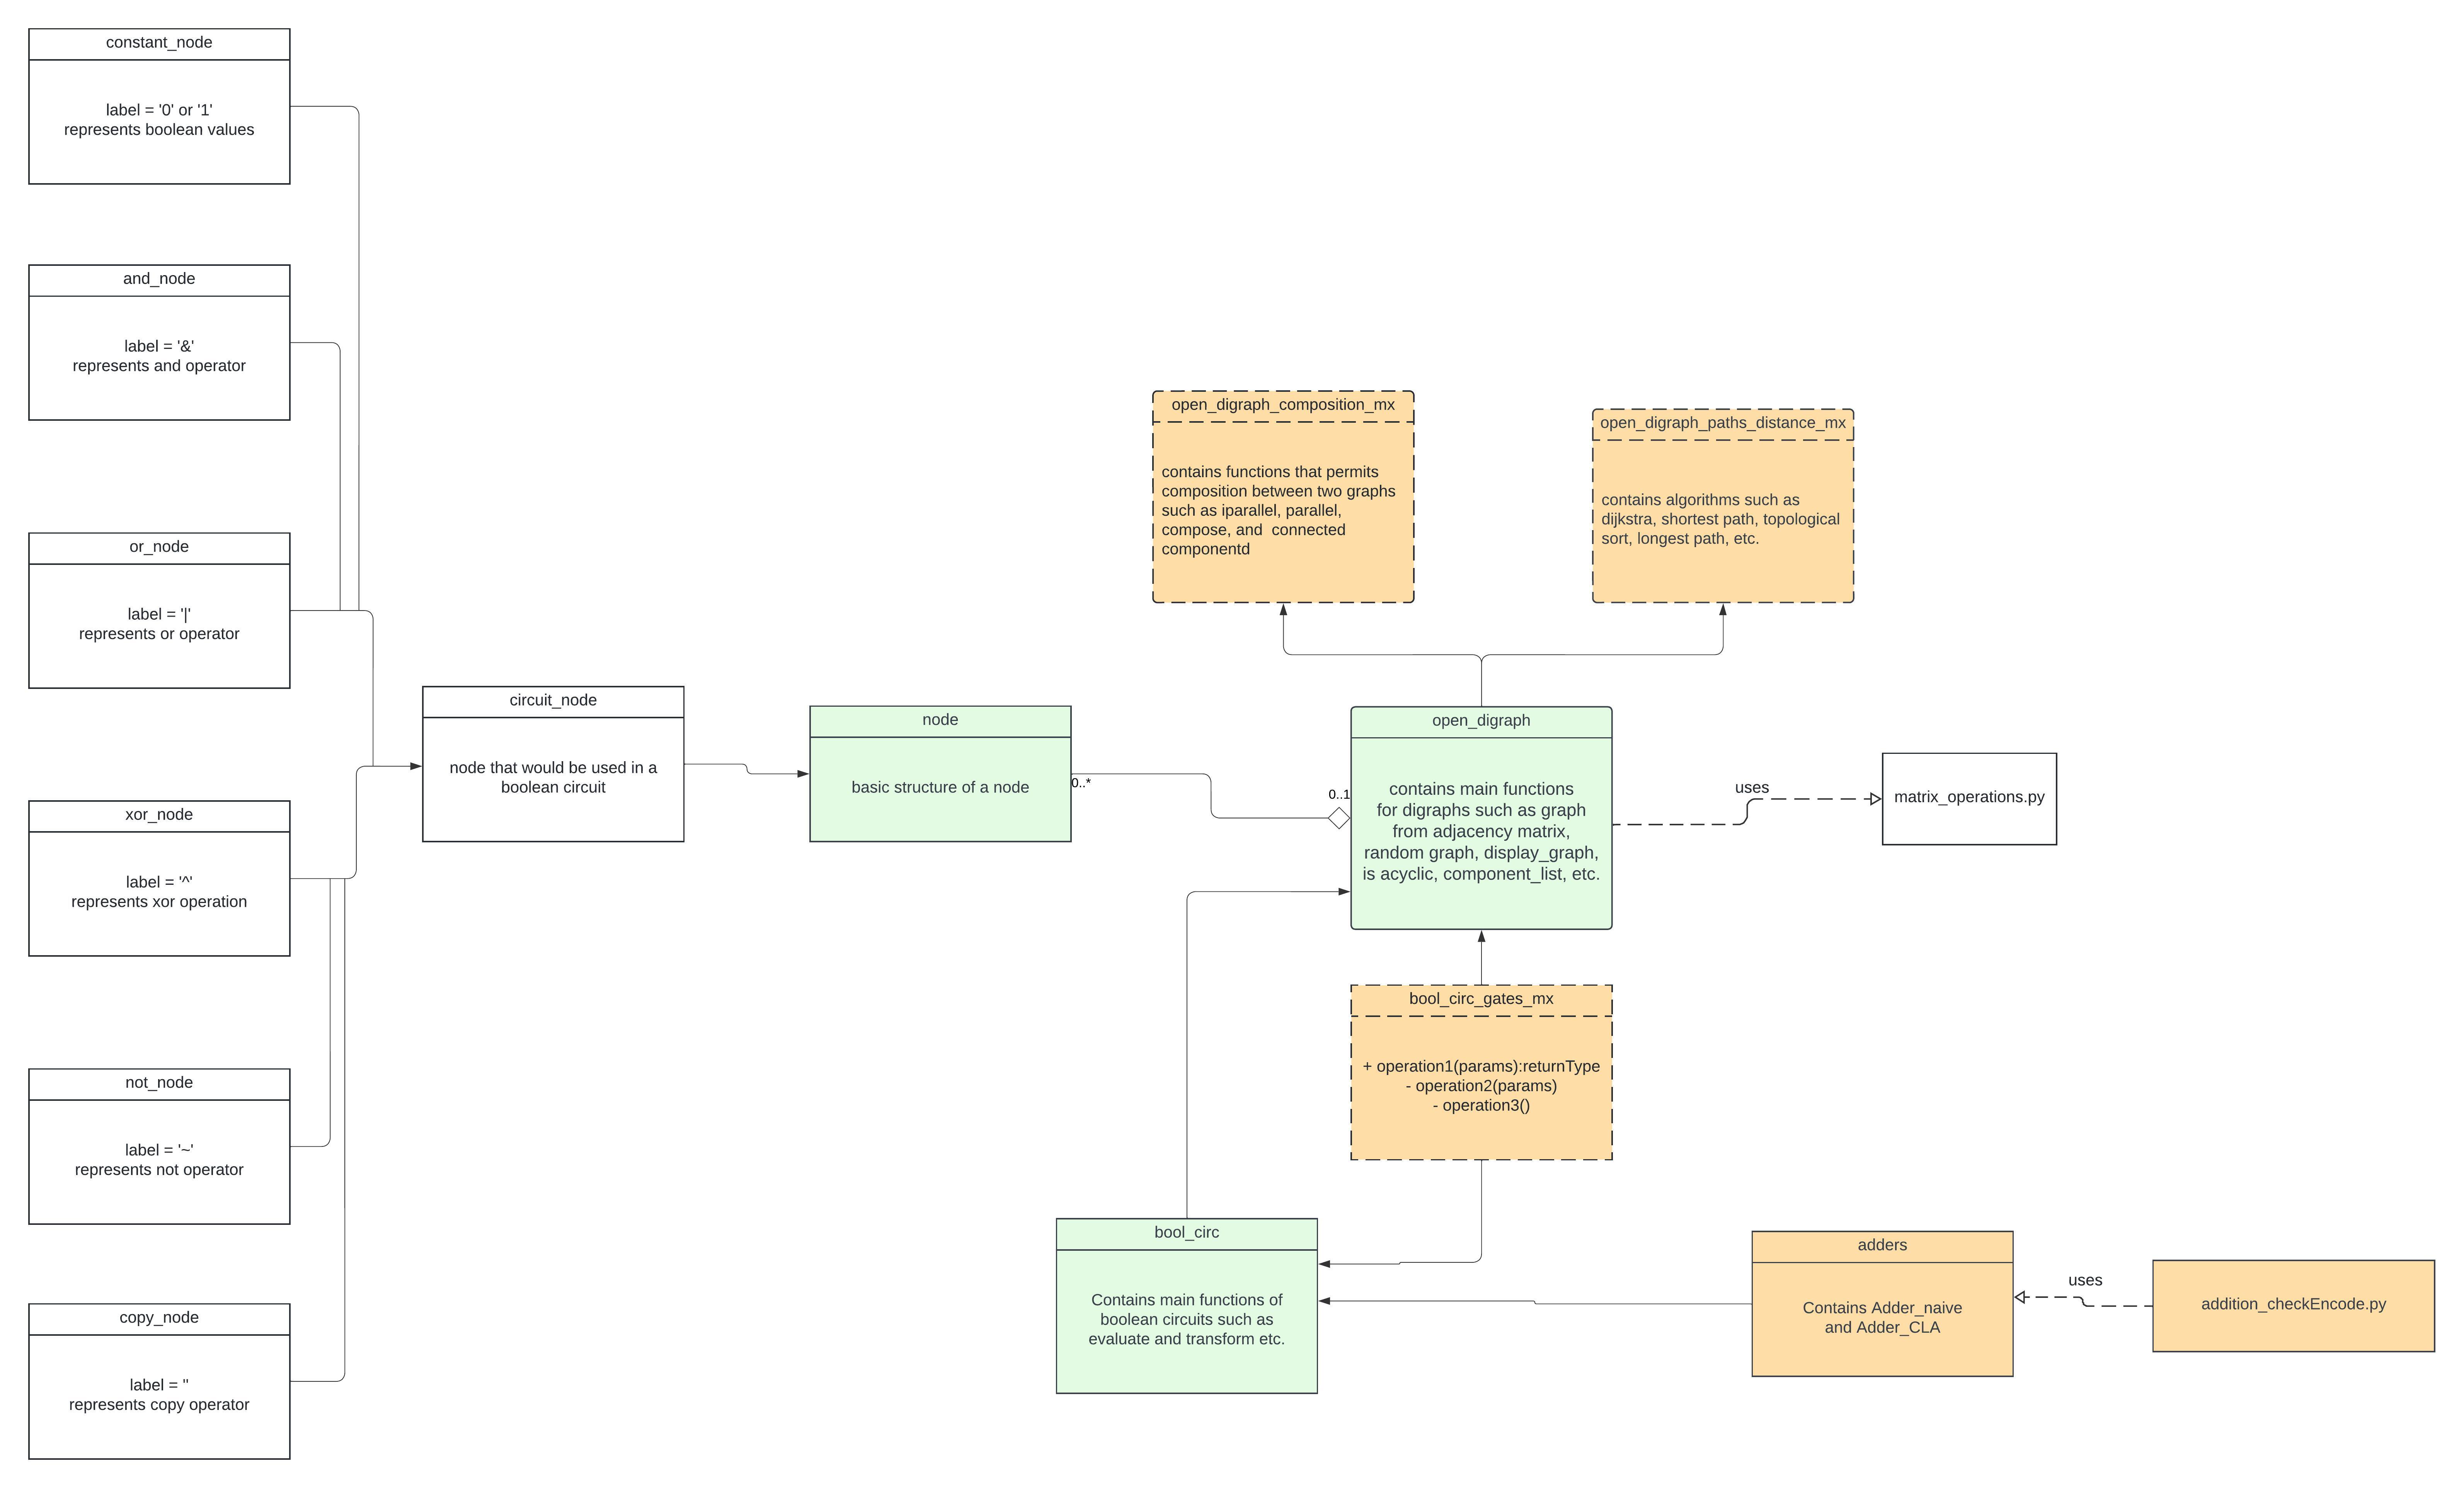 constant_node
label = '0' or '1'
represents boolean values
and_node
label = '&'
represents and operator
or_node
label = '|'
represents or operator
xor_node
label = '^'
represents xor operation
not_node
label = '~'
represents not operator
copy_node
label = ''
represents copy operator
circuit_node
node that would be used in a
boolean circuit
node
basic structure of a node
0..*
0..1
open_digraph_composition_mx
contains functions that permits
composition between two graphs
such as iparallel, parallel,
compose, and  connected
componentd
open_digraph_paths_distance_mx
contains algorithms such as
dijkstra, shortest path, topological
sort, longest path, etc.
open_digraph
contains main functions
for digraphs such as graph
from adjacency matrix,
random graph, display_graph,
is acyclic, component_list, etc.
uses
matrix_operations.py
bool_circ_gates_mx
+ operation1(params):returnType
- operation2(params)
- operation3()
bool_circ
Contains main functions of
boolean circuits such as
evaluate and transform etc.
adders
Contains Adder_naive
and Adder_CLA
uses
addition_checkEncode.py